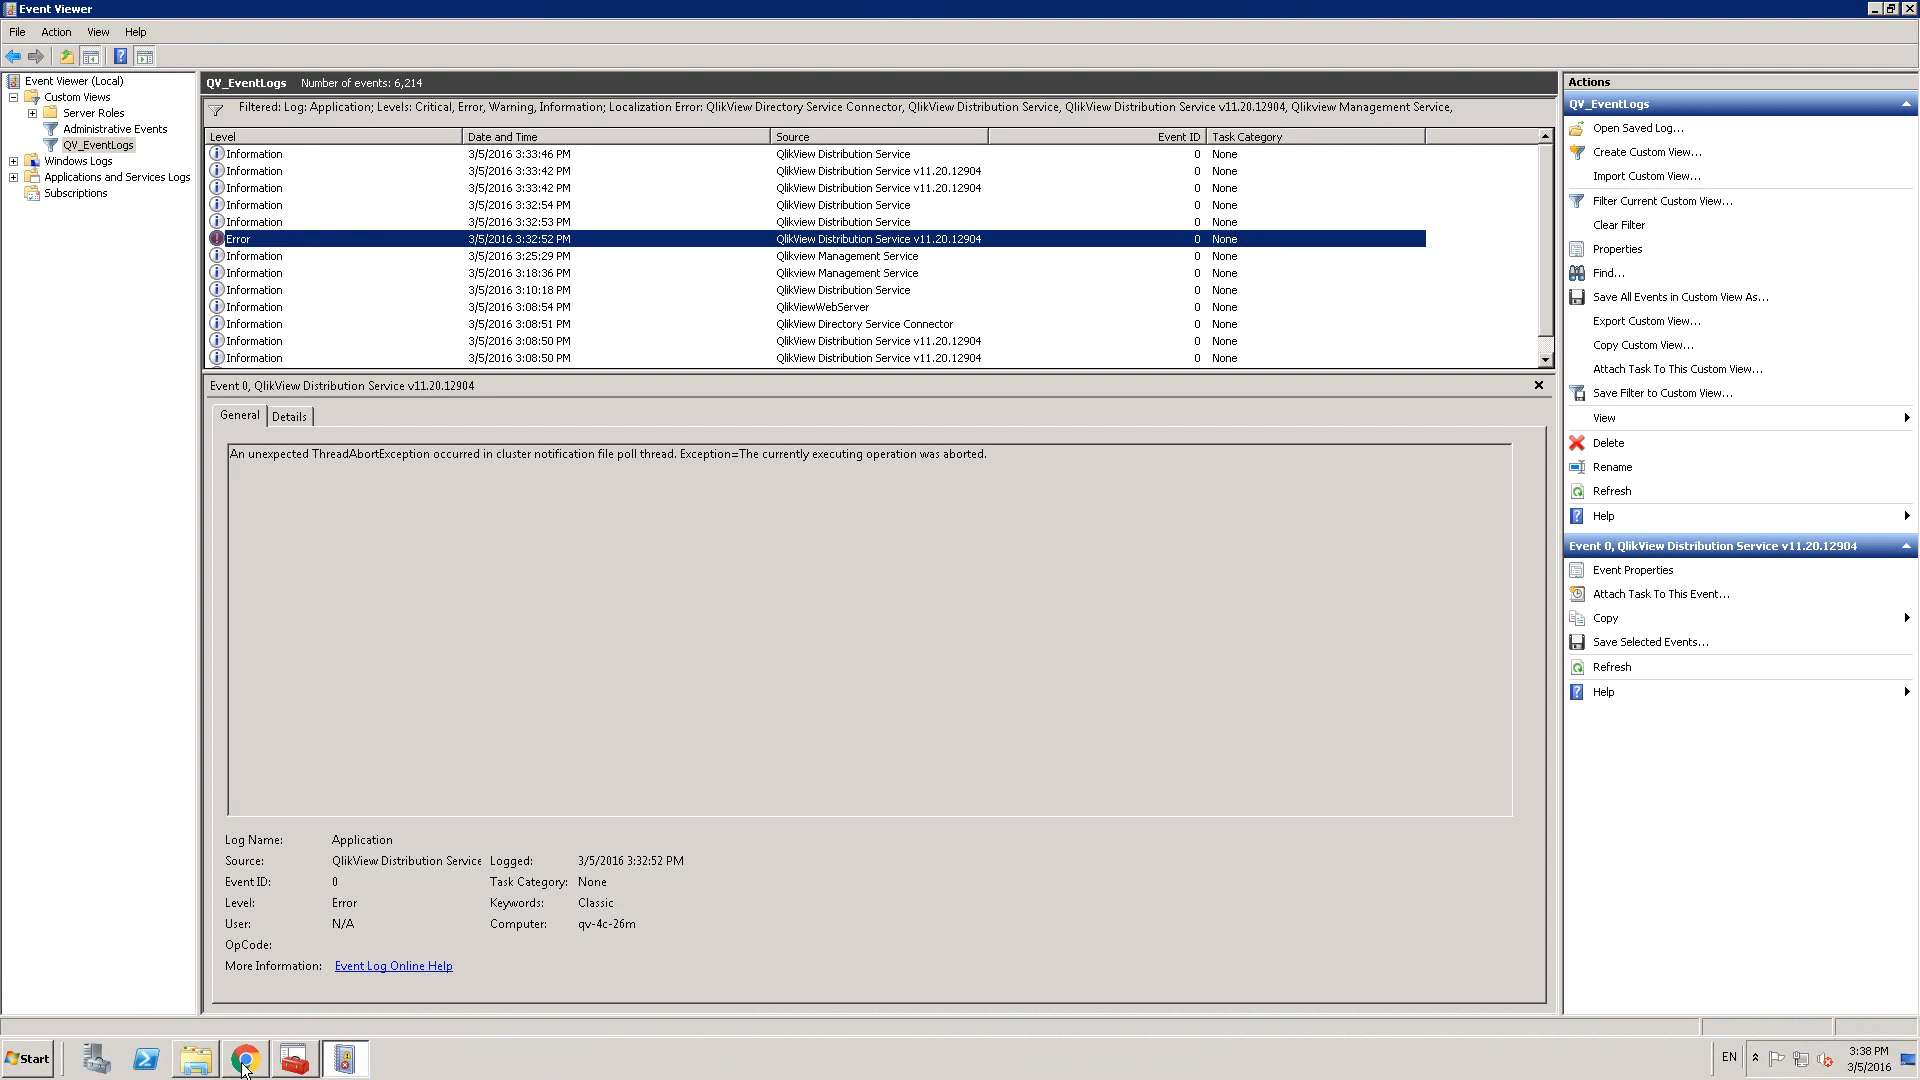 Event Viewer
File Action View Help
Event Viewer (Local)
Custom Views
Server Roles
Administrative Events
QV_EventLogs
Windows Logs
Applications and Services Logs
Subscriptions
QV_EventLogs Number of events: 6,214
Filtered: Log: Application; Levels: Critical, Error, Warning, Information; Localization Error: QlikView Directory Service Connector, QlikView Distribution Service, QlikView Distribution Service v11.20.12904, Qlikview Management Service,
Level Date and Time Source Event ID Task Category
Information 3/5/2016 3:33:46 PM QlikView Distribution Service 0 None
Information 3/5/2016 3:33:42 PM QlikView Distribution Service v11.20.12904 0 None
Information 3/5/2016 3:33:42 PM QlikView Distribution Service v11.20.12904 0 None
Information 3/5/2016 3:32:54 PM QlikView Distribution Service 0 None
Information 3/5/2016 3:32:53 PM QlikView Distribution Service 0 None
Error 3/5/2016 3:32:52 PM QlikView Distribution Service v11.20.12904 0 None
Information 3/5/2016 3:25:29 PM Qlikview Management Service 0 None
Information 3/5/2016 3:18:36 PM Qlikview Management Service 0 None
Information 3/5/2016 3:10:18 PM QlikView Distribution Service 0 None
Information 3/5/2016 3:08:54 PM QlikViewWebServer 0 None
Information 3/5/2016 3:08:51 PM QlikView Directory Service Connector 0 None
Information 3/5/2016 3:08:50 PM QlikView Distribution Service v11.20.12904 0 None
Information 3/5/2016 3:08:50 PM QlikView Distribution Service v11.20.12904 0 None
Event 0, QlikView Distribution Service v11.20.12904
General Details
An unexpected ThreadAbortException occurred in cluster notification file poll thread. Exception=The currently executing operation was aborted.
Log Name: Application
Source: QlikView Distribution Service Logged: 3/5/2016 3:32:52 PM
Event ID: 0 Task Category: None
Level: Error Keywords: Classic
User: N/A Computer: qv-4c-26m
OpCode:
More Information: Event Log Online Help
Actions
QV_EventLogs
Open Saved Log...
Create Custom View...
Import Custom View...
Filter Current Custom View...
Clear Filter
Properties
Find...
Save All Events in Custom View As...
Export Custom View...
Copy Custom View...
Attach Task To This Custom View...
Save Filter to Custom View...
View
Delete
Rename
Refresh
Help
Event 0, QlikView Distribution Service v11.20.12904
Event Properties
Attach Task To This Event...
Copy
Save Selected Events...
Refresh
Help
Start
EN
3:38 PM
3/5/2016